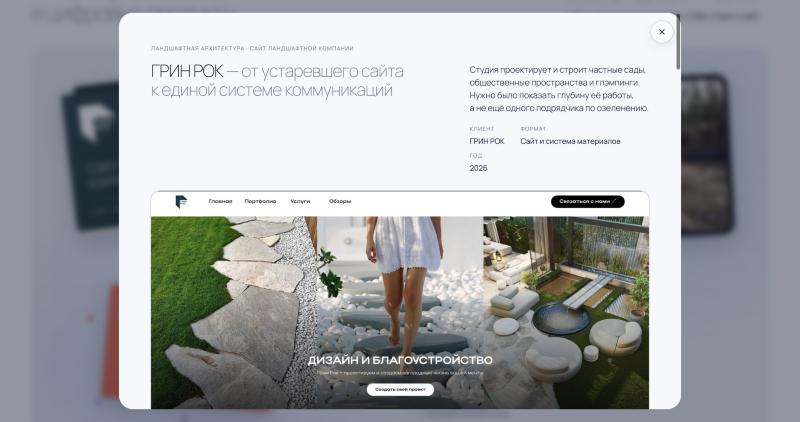 ЛАНДШАФТНАЯ АРХИТЕКТУРА · САЙТ ЛАНДШАФТНОЙ КОМПАНИИ
ГРИН РОК — от устаревшего сайта
к единой системе коммуникаций
Студия проектирует и строит частные сады,
общественные пространства и глэмпинги.
Нужно было показать глубину её работы,
а не ещё одного подрядчика по озеленению.
КЛИЕНТ ФОРМАТ
ГРИН РОК Сайт и система материалов
ГОД
2026
Главная Портфолио Услуги Обзоры Связаться с нами
ДИЗАЙН И БЛАГОУСТРОЙСТВО
Создать свой проект